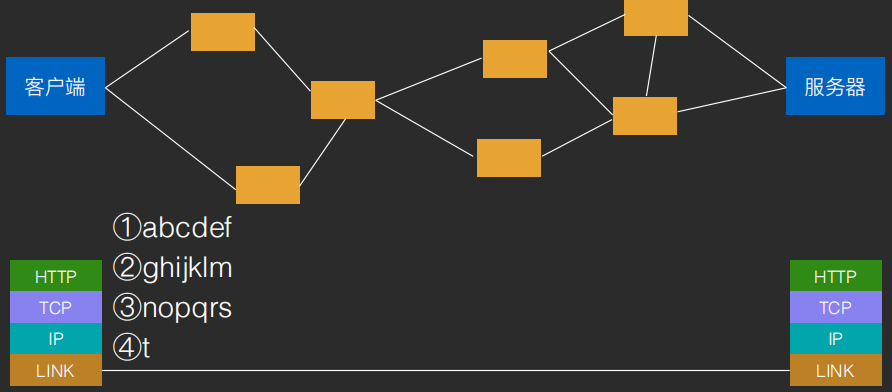 客户端
服务器
①abcdef
②ghijklm
③nopqrs
④t
HTTP
TCP
IP
LINK
HTTP
TCP
IP
LINK